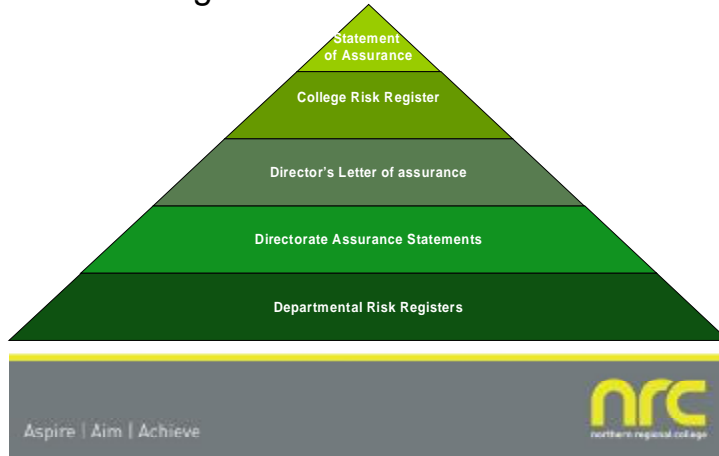 Statement
of Assurance
College Risk Register
Director's Letter of assurance
Directorate Assurance Statements
Departmental Risk Registers
Aspire | Aim | Achieve
nrc
northern regional college